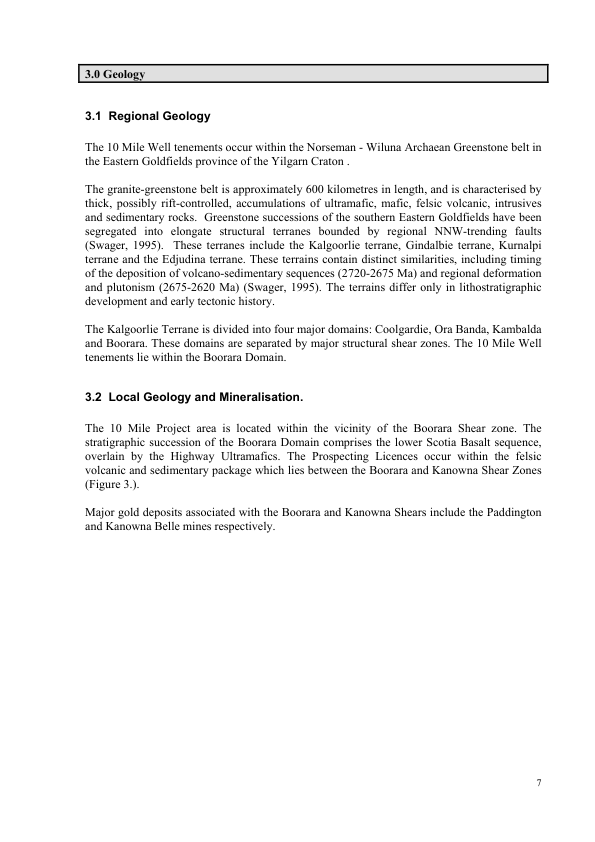 3.0 Geology
3.1 Regional Geology
The 10 Mile Well tenements occur within the Norseman - Wiluna Archaean Greenstone belt in
the Eastern Goldfields province of the Yilgarn Craton .
The granite-greenstone belt is approximately 600 kilometres in length, and is characterised by
thick, possibly rift-controlled, accumulations of ultramafic, mafic, felsic volcanic, intrusives
and sedimentary rocks. Greenstone successions of the southern Eastern Goldfields have been
segregated into elongate structural terranes bounded by regional NNW-trending faults
(Swager, 1995). These terranes include the Kalgoorlie terrane, Gindalbie terrane, Kurnalpi
terrane and the Edjudina terrane. These terrains contain distinct similarities, including timing
of the deposition of volcano-sedimentary sequences (2720-2675 Ma) and regional deformation
and plutonism (2675-2620 Ma) (Swager, 1995). The terrains differ only in lithostratigraphic
development and early tectonic history.
The Kalgoorlie Terrane is divided into four major domains: Coolgardie, Ora Banda, Kambalda
and Boorara. These domains are separated by major structural shear zones. The 10 Mile Well
tenements lie within the Boorara Domain.
3.2 Local Geology and Mineralisation.
The 10 Mile Project area is located within the vicinity of the Boorara Shear zone. The
stratigraphic succession of the Boorara Domain comprises the lower Scotia Basalt sequence,
overlain by the Highway Ultramafics. The Prospecting Licences occur within the felsic
volcanic and sedimentary package which lies between the Boorara and Kanowna Shear Zones
(Figure 3.).
Major gold deposits associated with the Boorara and Kanowna Shears include the Paddington
and Kanowna Belle mines respectively.
7